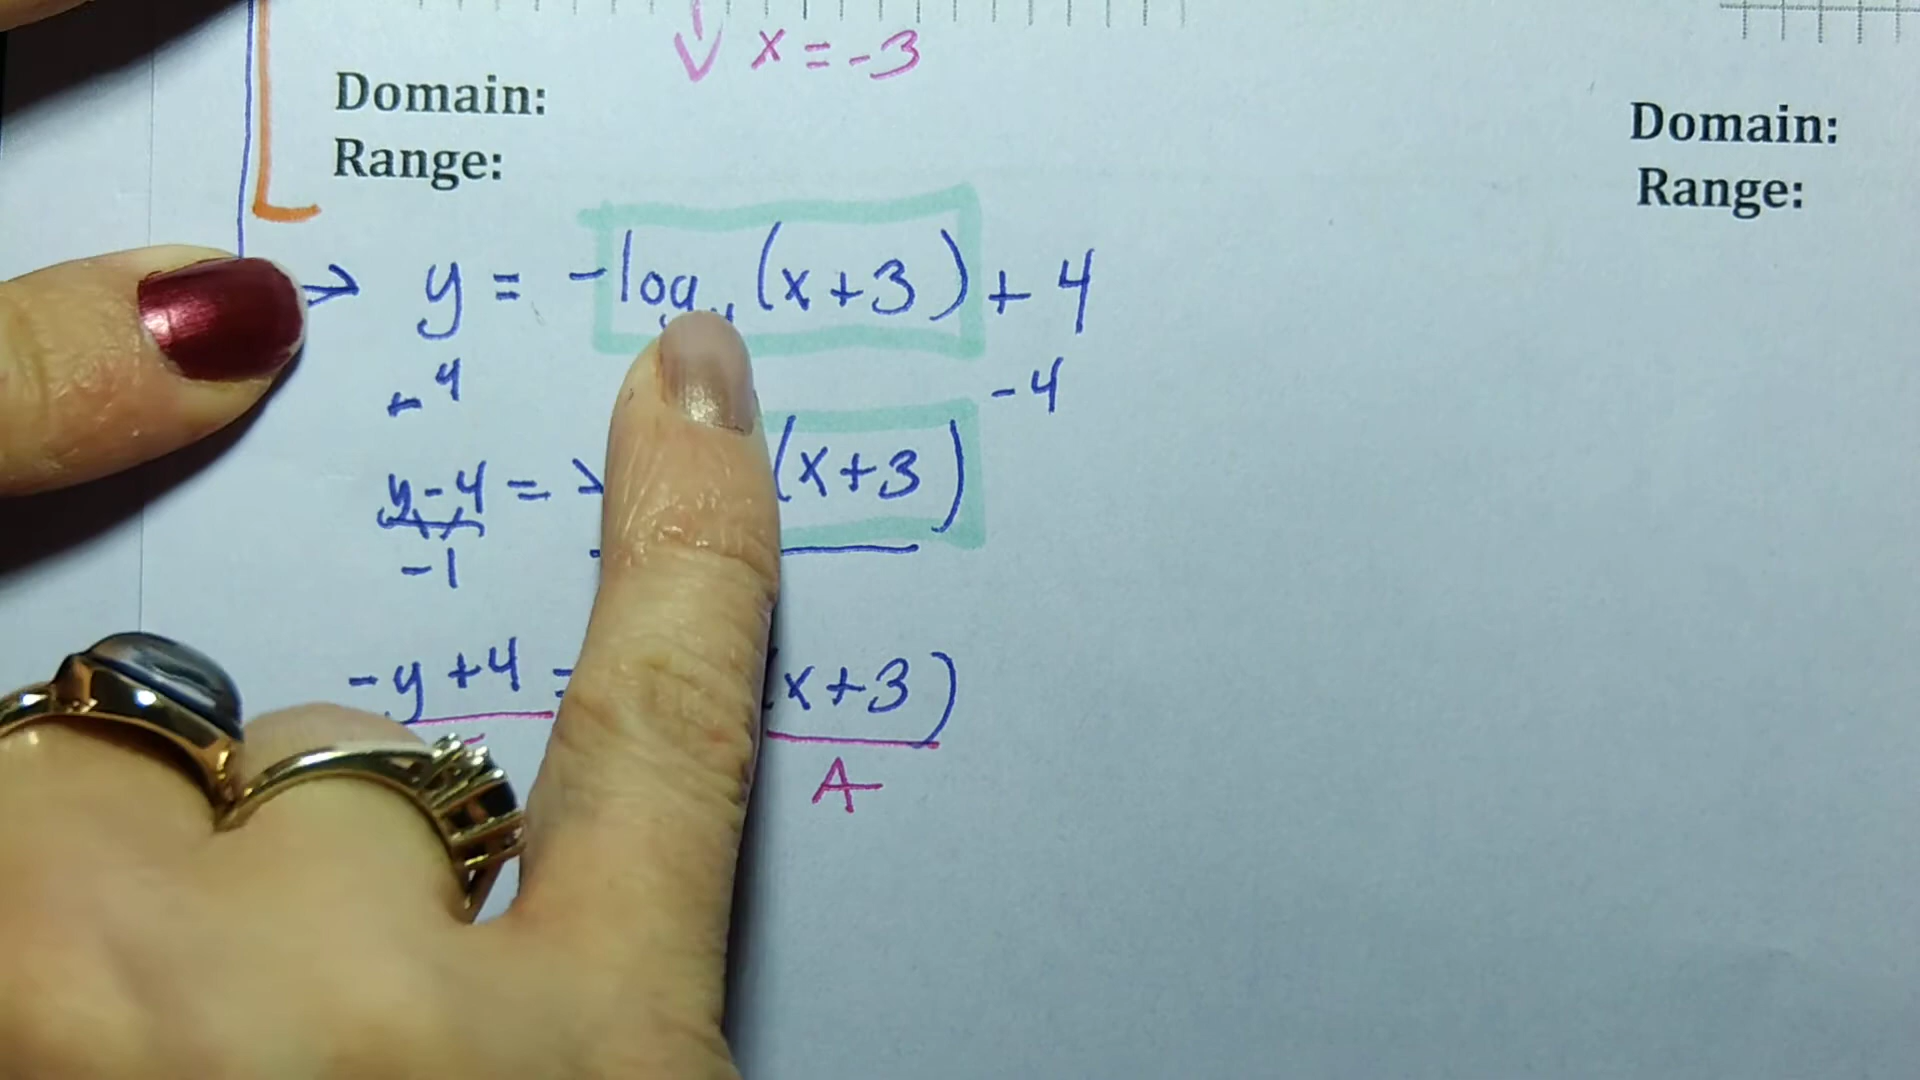 x = -3
Domain:
Range:
Domain:
Range:
y = -log (x+3) + 4
-4 -4
y-4 = (x+3)
-1
-y+4 = (x+3)
A